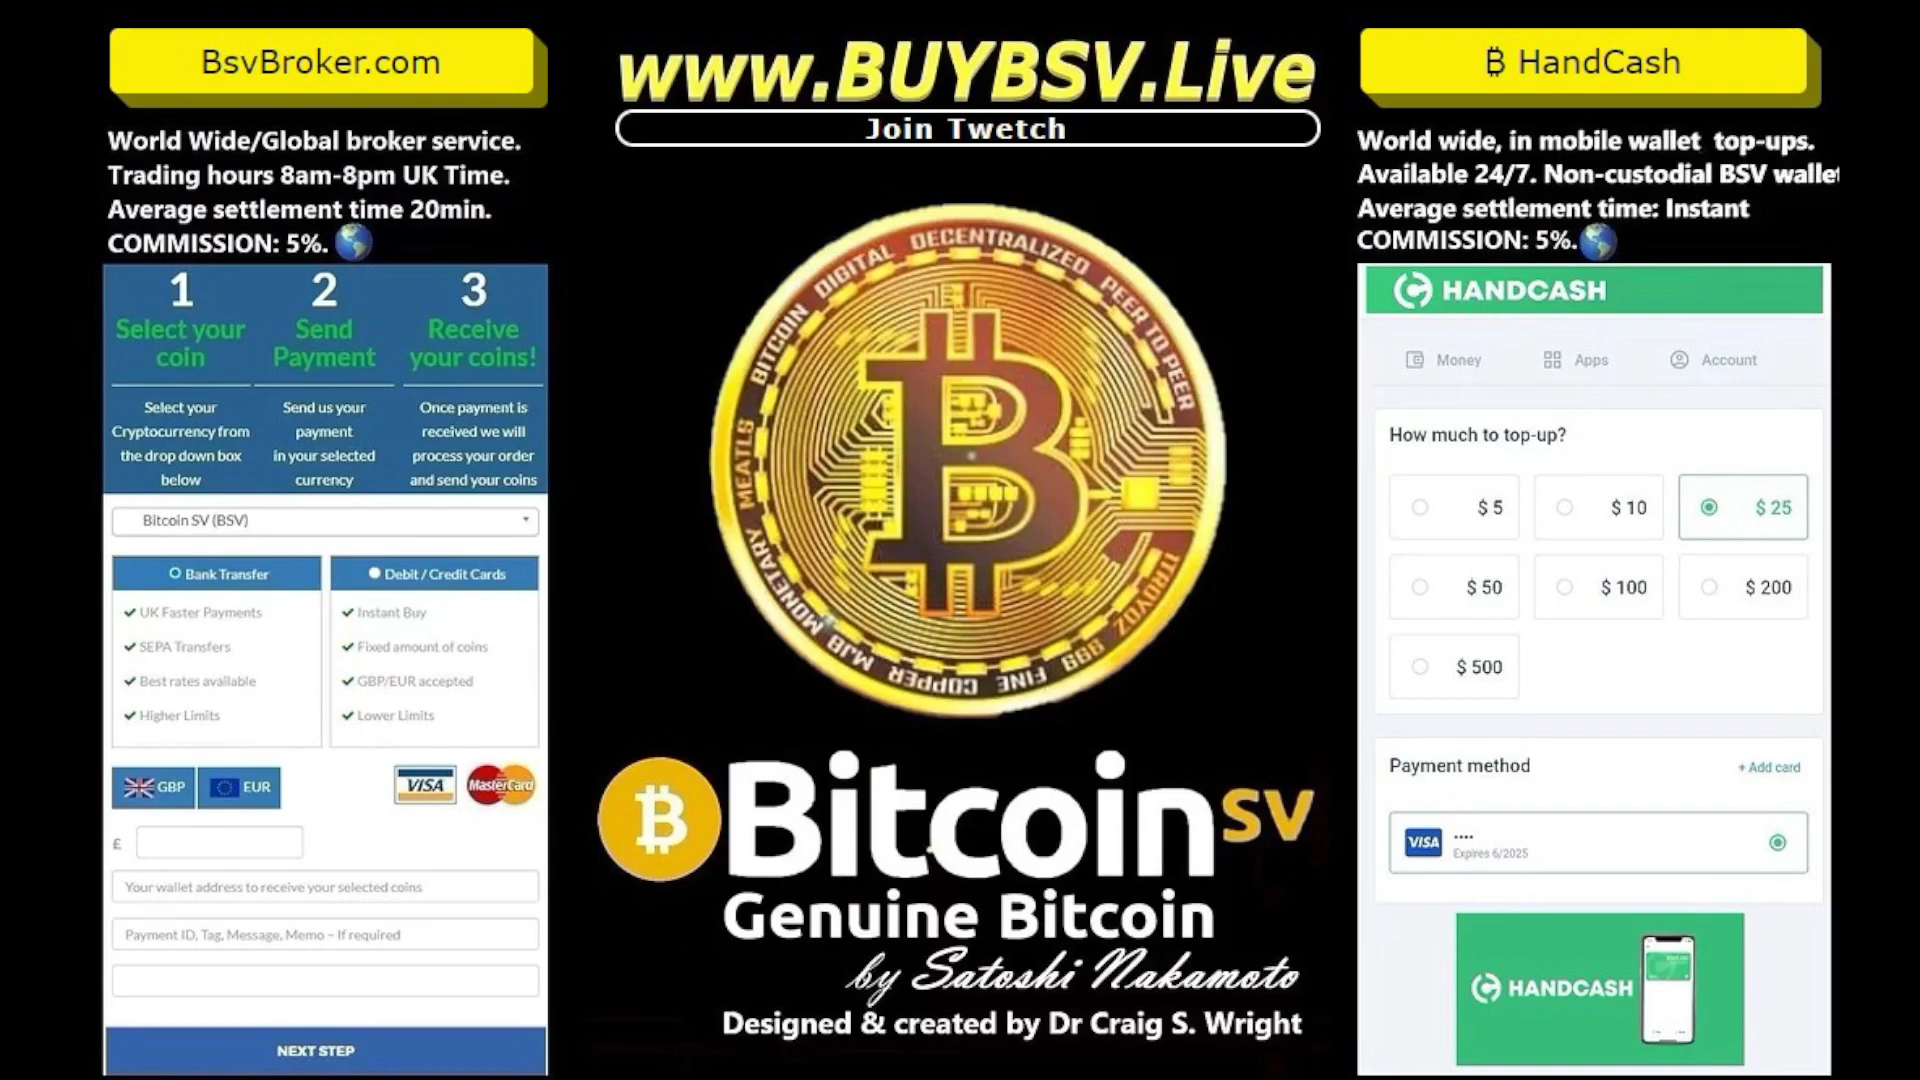 BsvBroker.com
World Wide/Global broker service.
Trading hours 8am-8pm UK Time.
Average settlement time 20min.
COMMISSION: 5%.
1
Select your
coin
Select your
Cryptocurrency from
the drop down box
below
2
Send
Payment
Send us your
payment
in your selected
currency
3
Receive
your coins!
Once payment is
received we will
process your order
and send your coins
Bitcoin SV (BSV)
Bank Transfer
UK Faster Payments
SEPA Transfers
Best rates available
Higher Limits
Debit / Credit Cards
Instant Buy
Fixed amount of coins
GBP/EUR accepted
Lower Limits
GBP
EUR
VISA
MasterCard
£
Your wallet address to receive your selected coins
Payment ID, Tag, Message, Memo – If required
NEXT STEP
www.BUYBSV.Live
Join Twetch
BITCOIN DIGITAL DECENTRALIZED PEER TO PEER
MONETARY MEATLS
MJB
999 FINE COPPER
BitcoinSV
Genuine Bitcoin
by Satoshi Nakamoto
Designed & created by Dr Craig S. Wright
₿ HandCash
World wide, in mobile wallet top-ups.
Available 24/7. Non-custodial BSV wallet
Average settlement time: Instant
COMMISSION: 5%.
HANDCASH
Money
Apps
Account
How much to top-up?
$ 5
$ 10
$ 25
$ 50
$ 100
$ 200
$ 500
Payment method
+ Add card
VISA
••••
Expires 6/2025
HANDCASH